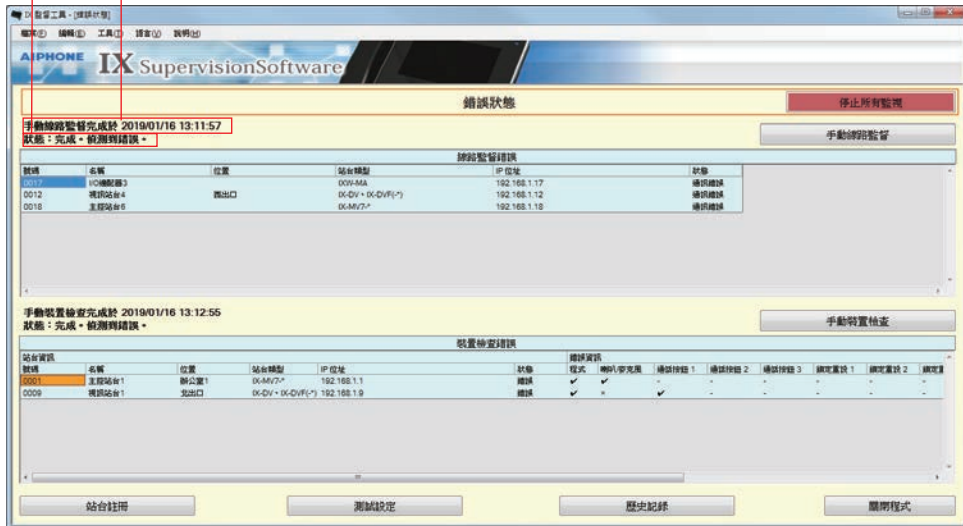 IX 監督工具 - [錯誤狀態]
檔案(F) 編輯(E) 工具(T) 語言(V) 說明(H)
AIPHONE IX SupervisionSoftware
錯誤狀態 停止所有監視
手動線路監督完成於 2019/01/16 13:11:57
狀態：完成。偵測到錯誤。
手動線路監督
線路監督錯誤
號碼 名稱 位置 站台類型 IP 位址 狀態
0017 I/O適配器3 IXW-MA 192.168.1.17 通訊錯誤
0012 視訊站台4 西出口 IX-DV、IX-DVF(-*) 192.168.1.12 通訊錯誤
0018 主控站台6 IX-MV7-* 192.168.1.18 通訊錯誤
手動裝置檢查完成於 2019/01/16 13:12:55
狀態：完成。偵測到錯誤。
手動裝置檢查
裝置檢查錯誤
站台資訊 錯誤資訊
號碼 名稱 位置 站台類型 IP 位址 狀態 程式 喇叭/麥克風 通話按鈕 1 通話按鈕 2 通話按鈕 3 鎖定重設 1 鎖定重設 2
0001 主控站台1 辦公室1 IX-MV7-* 192.168.1.1 錯誤 ✔ ✔ - - - - -
0009 視訊站台1 北出口 IX-DV、IX-DVF(-*) 192.168.1.9 錯誤 ✔ × ✔ - - - -
站台註冊 測試設定 歷史記錄 關閉程式